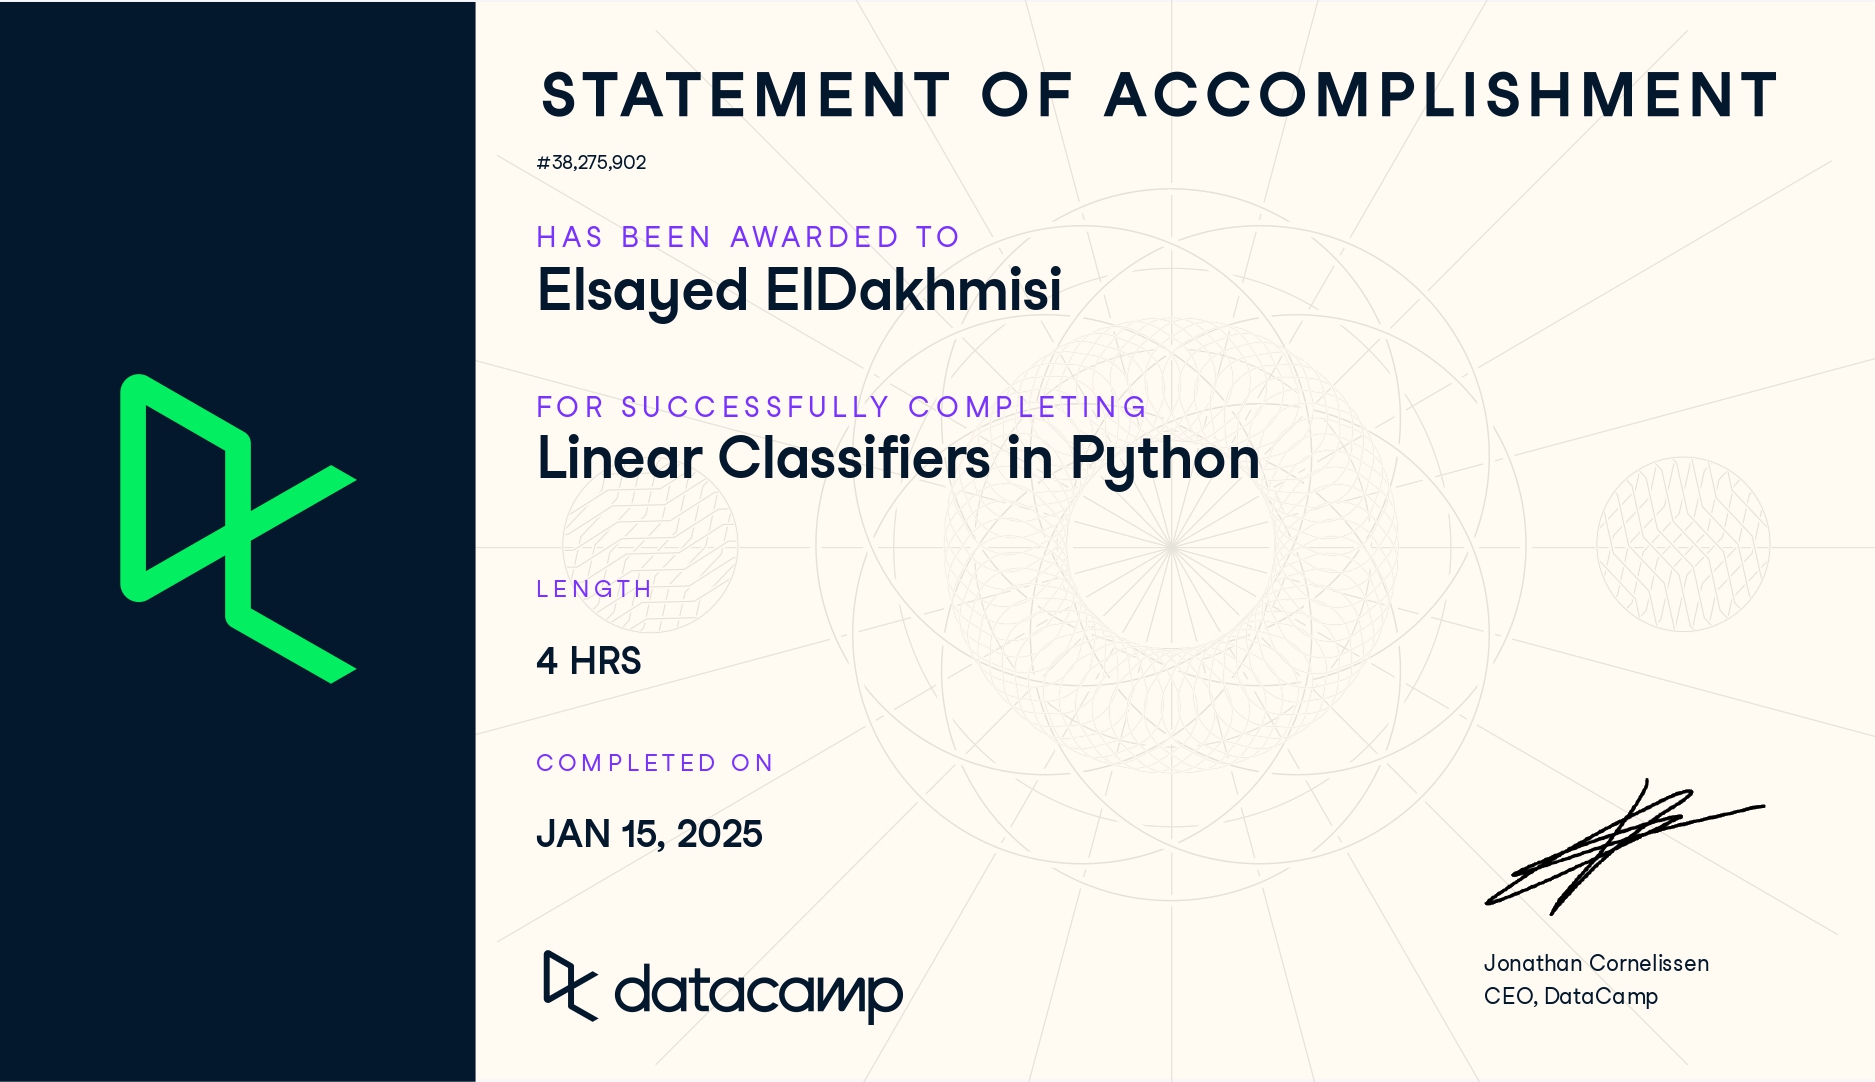 STATEMENT OF ACCOMPLISHMENT
#38,275,902
HAS BEEN AWARDED TO
Elsayed ElDakhmisi
FOR SUCCESSFULLY COMPLETING
Linear Classifiers in Python
LENGTH
4 HRS
COMPLETED ON
JAN 15, 2025
datacamp
Jonathan Cornelissen
CEO, DataCamp